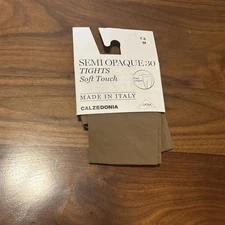 SEMI OPAQUE 30
TIGHTS
Soft Touch
MADE IN ITALY
CALZEDONIA